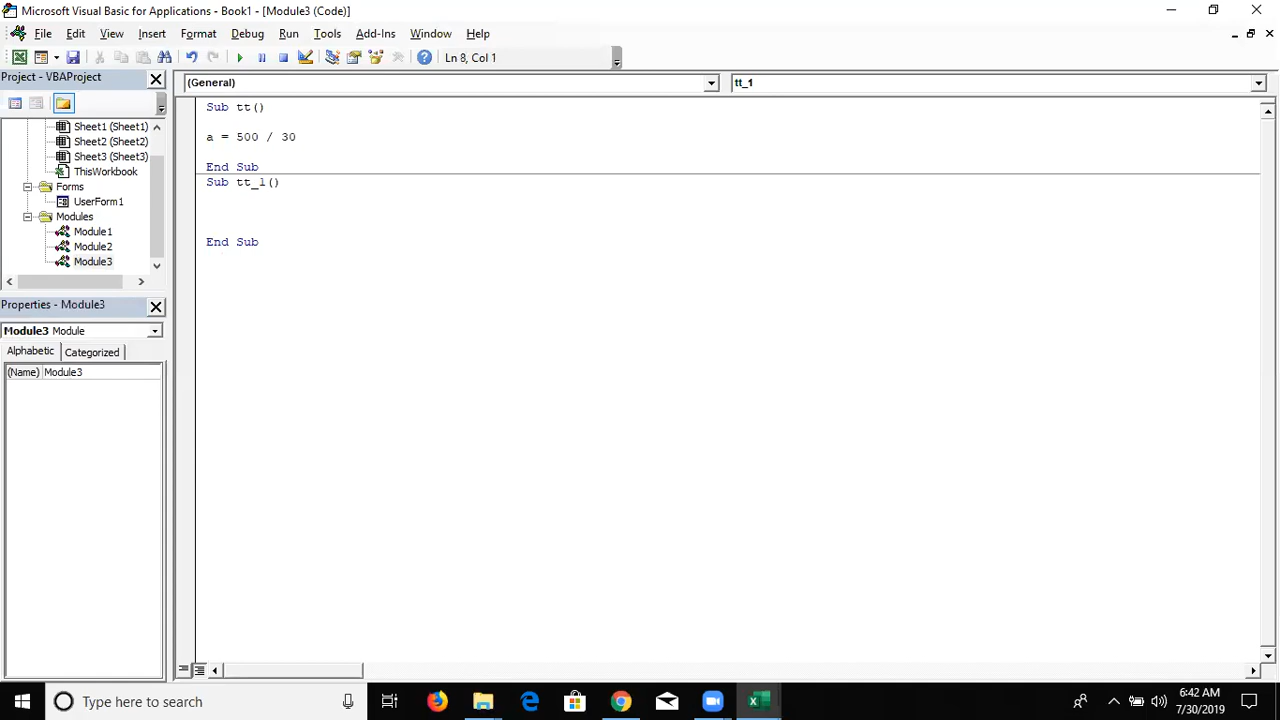 Microsoft Visual Basic for Applications - Book1 - [Module3 (Code)]
File Edit View Insert Format Debug Run Tools Add-Ins Window Help
Ln 8, Col 1
Project - VBAProject
Sheet1 (Sheet1)
Sheet2 (Sheet2)
Sheet3 (Sheet3)
ThisWorkbook
Forms
UserForm1
Modules
Module1
Module2
Module3
Properties - Module3
Module3 Module
Alphabetic Categorized
(Name) Module3
(General) tt_1
Sub tt()
a = 500 / 30
End Sub
Sub tt_1()
End Sub
Type here to search
6:42 AM
7/30/2019